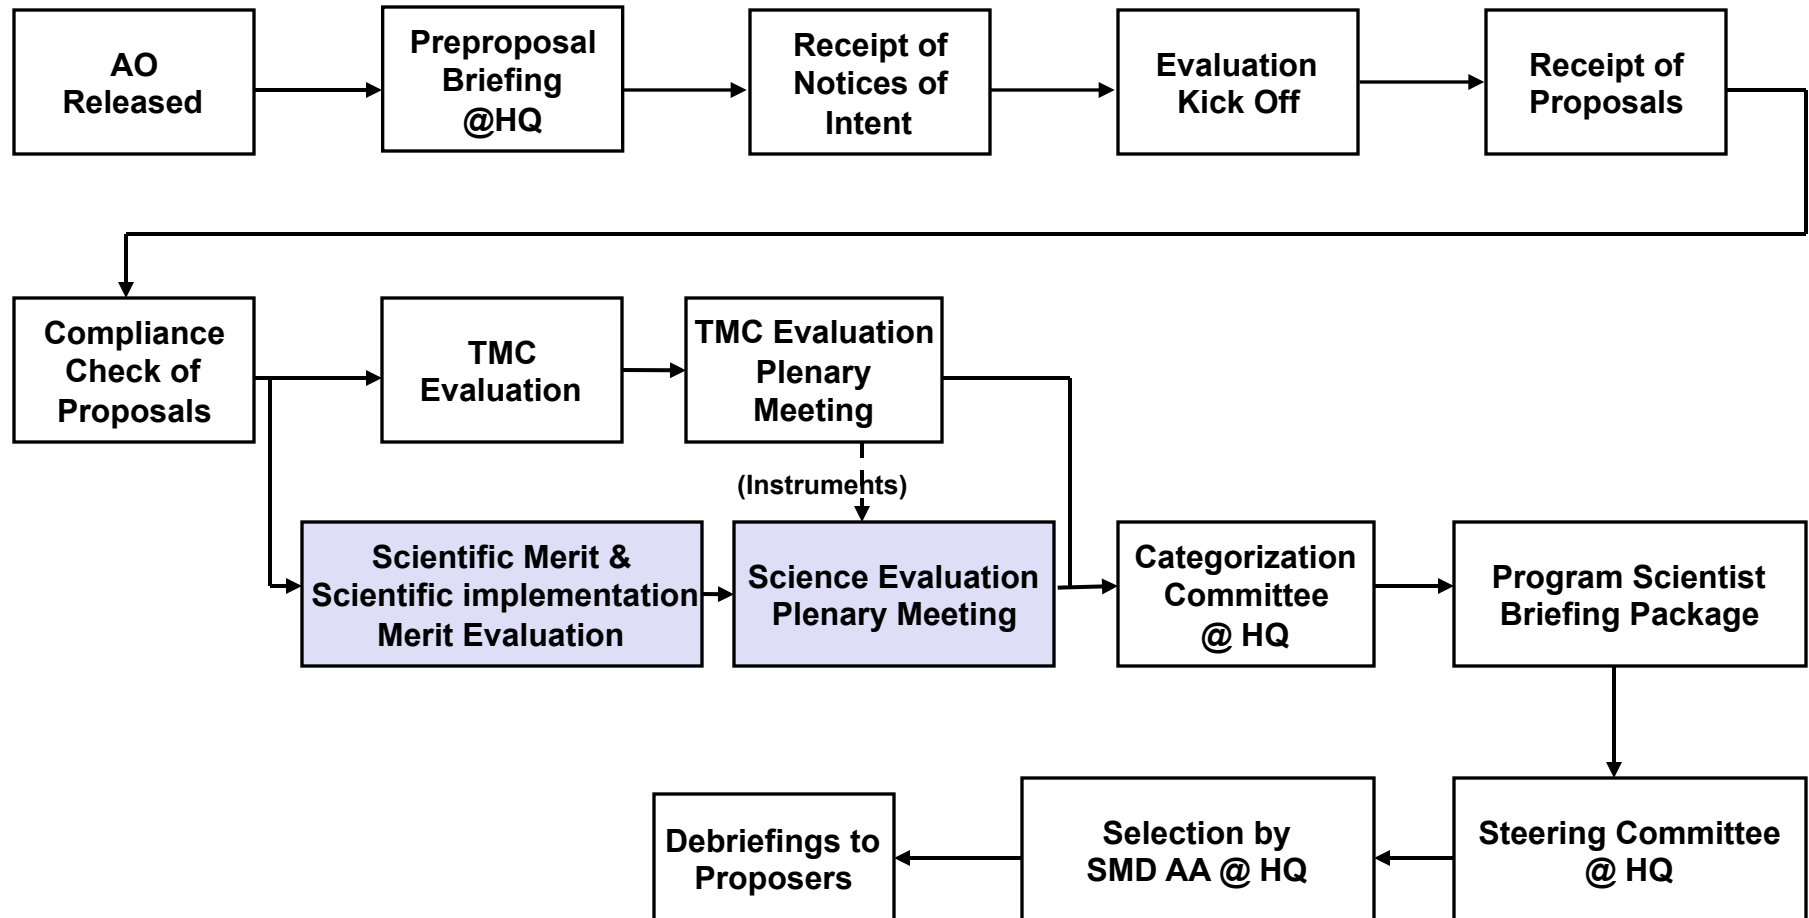 AO
Released
Preproposal
Briefing
@HQ
Receipt of
Notices of
Intent
Evaluation
Kick Off
Receipt of
Proposals
Compliance
Check of
Proposals
TMC
Evaluation
TMC Evaluation
Plenary
Meeting
(Instruments)
Scientific Merit &
Scientific implementation
Merit Evaluation
Science Evaluation
Plenary Meeting
Categorization
Committee
@ HQ
Program Scientist
Briefing Package
Steering Committee
@ HQ
Selection by
SMD AA @ HQ
Debriefings to
Proposers